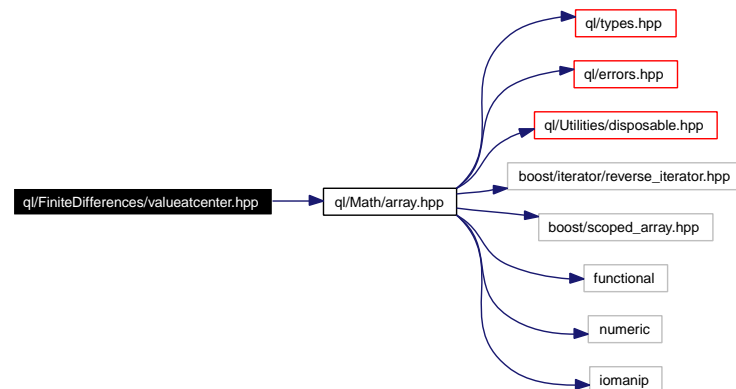 ql/types.hpp
ql/errors.hpp
ql/Utilities/disposable.hpp
boost/iterator/reverse_iterator.hpp
ql/FiniteDifferences/valueatcenter.hpp
ql/Math/array.hpp
boost/scoped_array.hpp
functional
numeric
iomanip